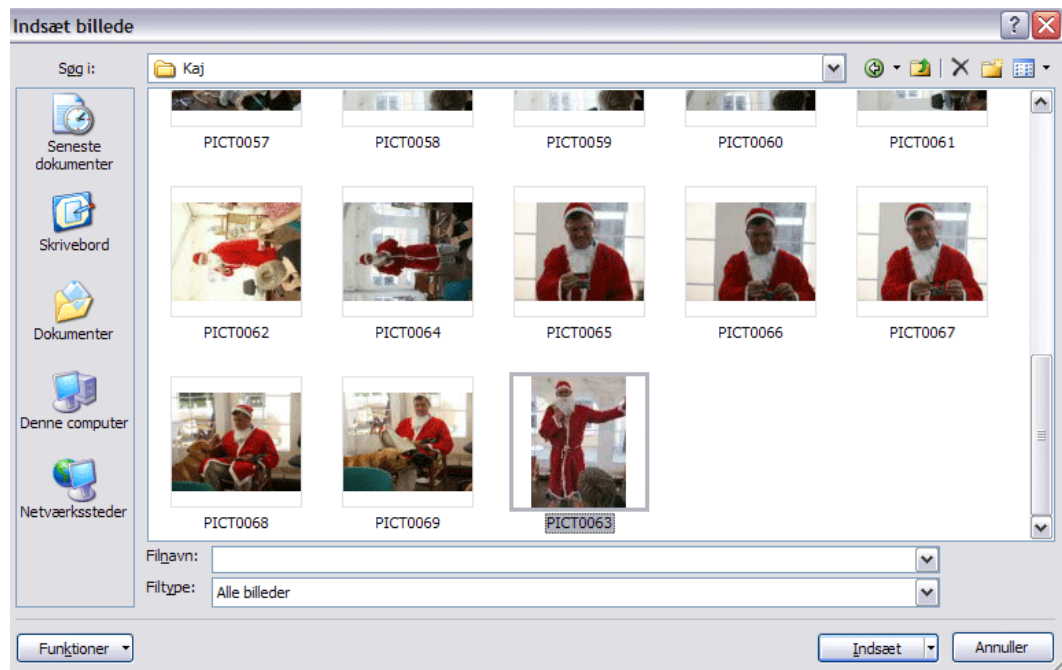 Indsæt billede
Søg i:
Kaj
Seneste
dokumenter
Skrivebord
Dokumenter
Denne computer
Netværkssteder
PICT0057 PICT0058 PICT0059 PICT0060 PICT0061
PICT0062 PICT0064 PICT0065 PICT0066 PICT0067
PICT0068 PICT0069 PICT0063
Filnavn:
Filtype: Alle billeder
Funktioner Indsæt Annuller